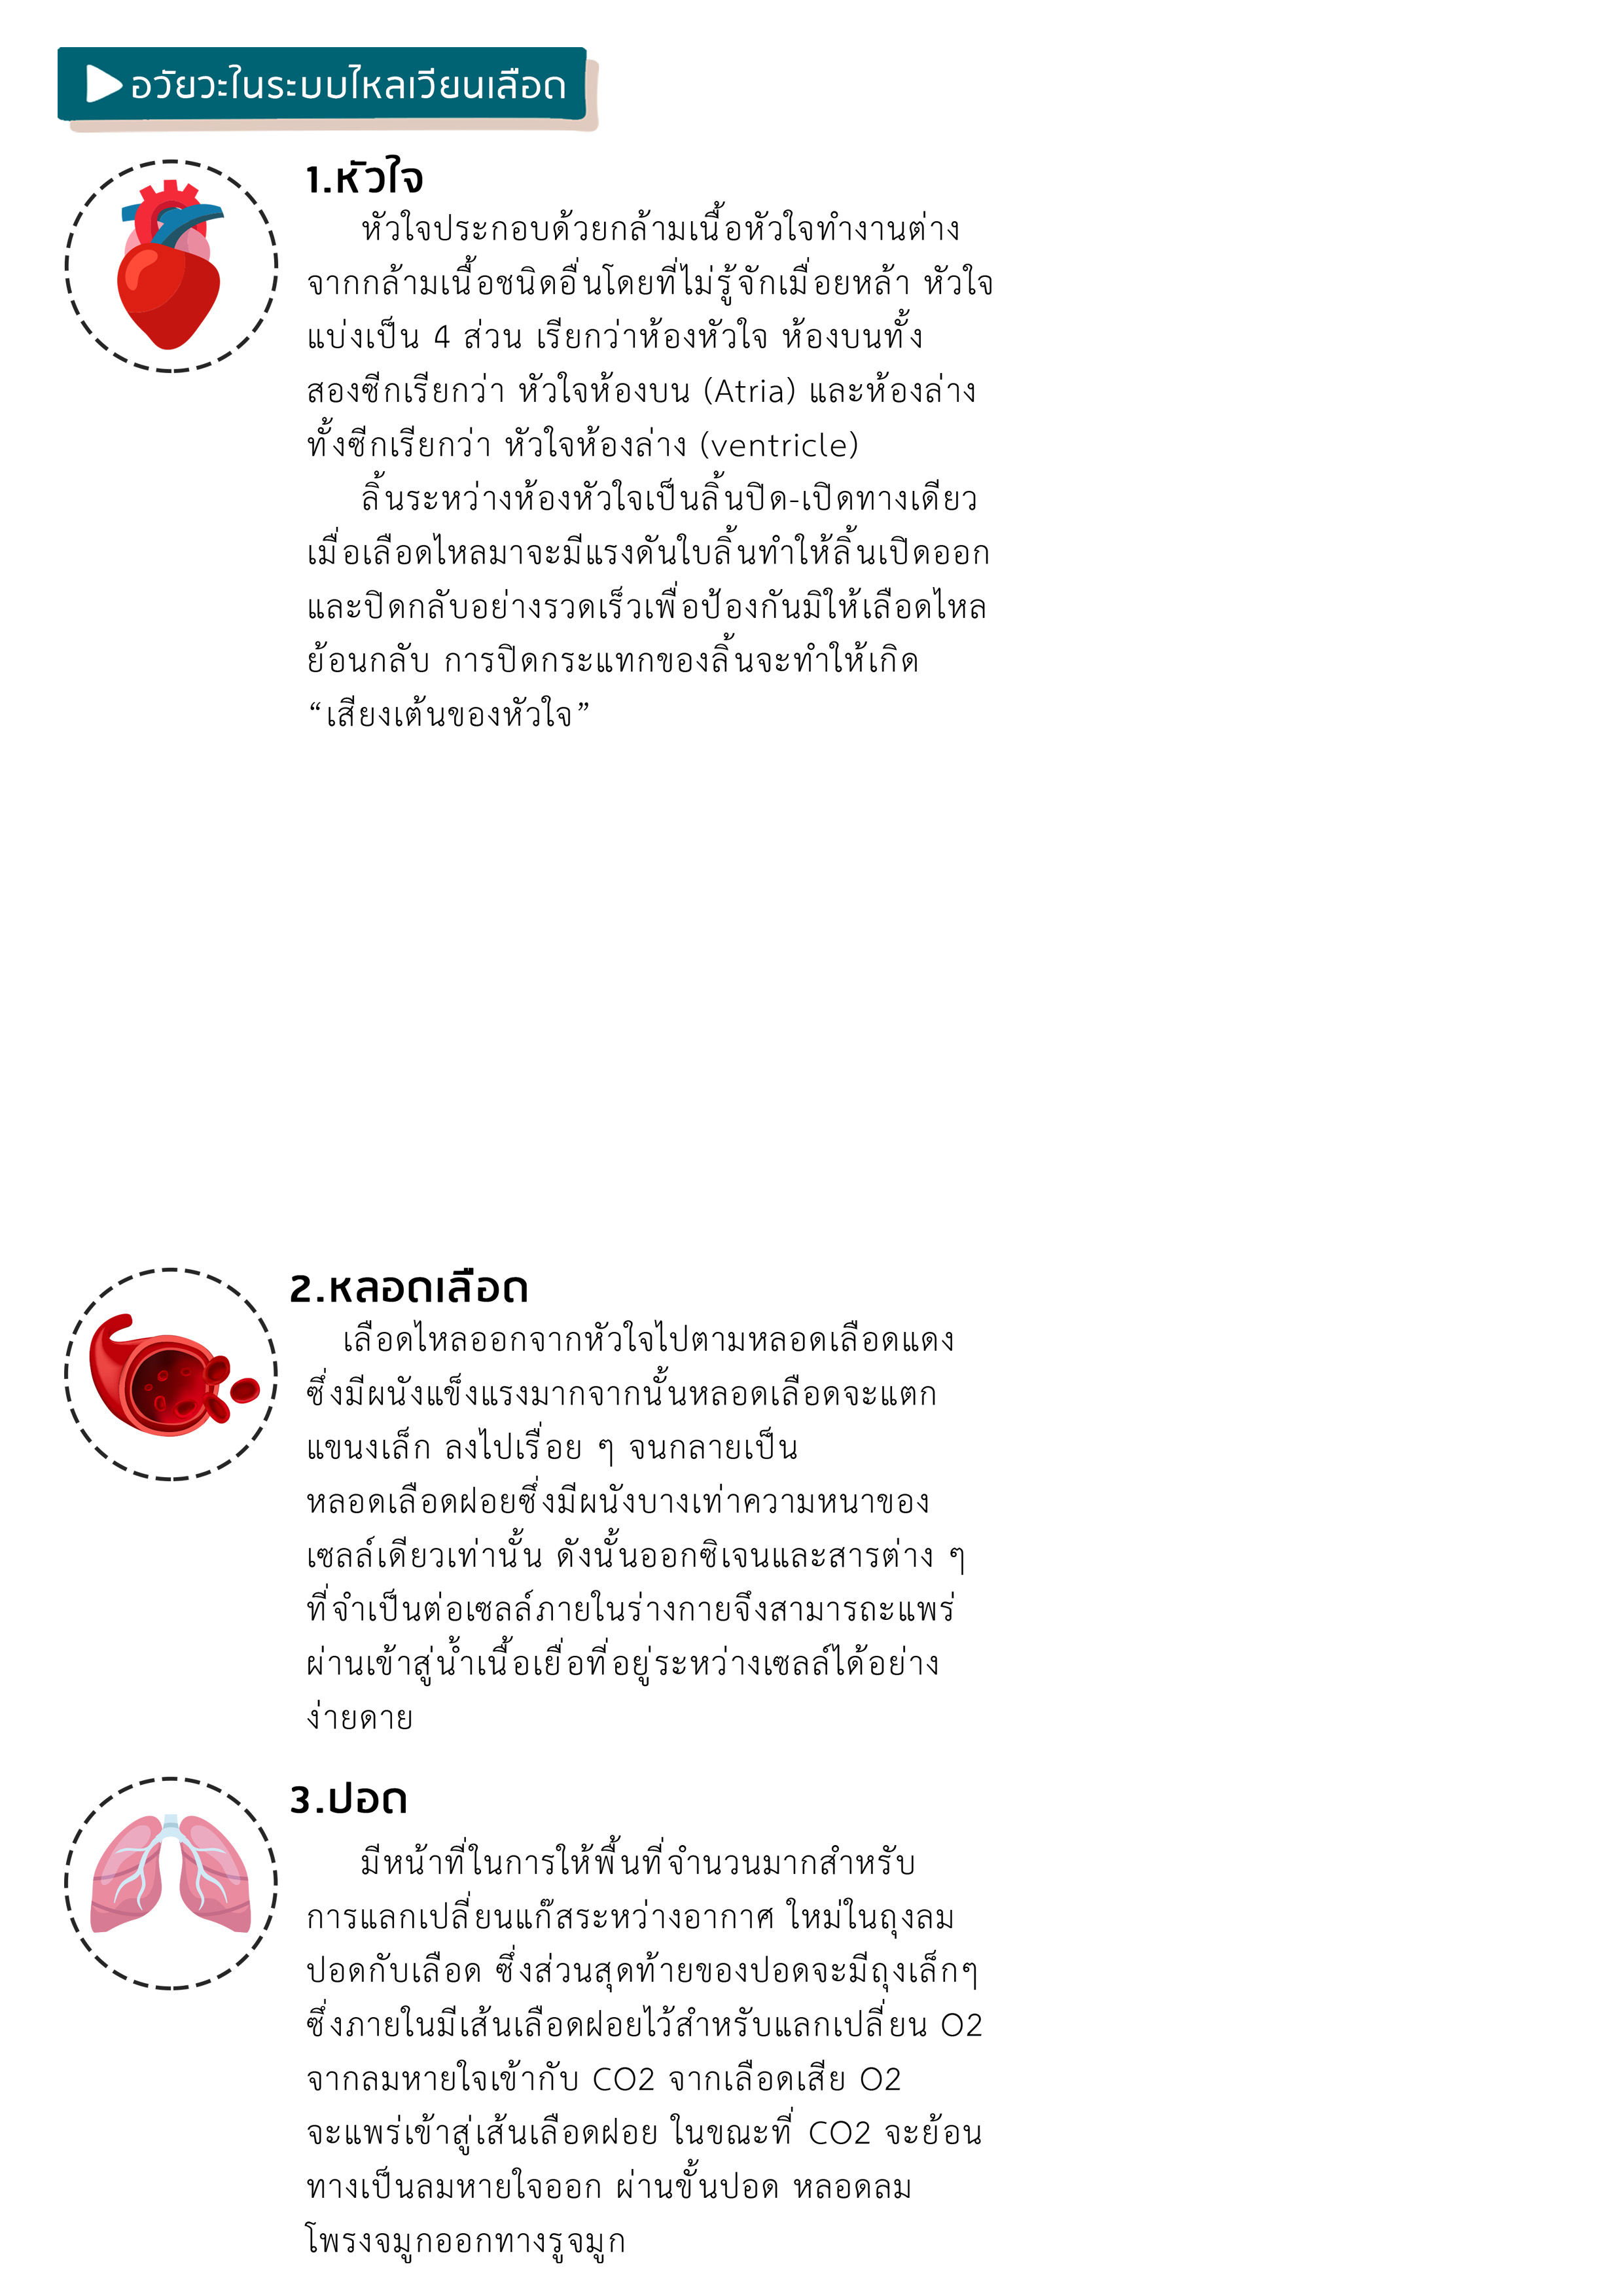 อวัยวะในระบบไหลเวียนเลือด
1.หัวใจ
หัวใจประกอบด้วยกล้ามเนื้อหัวใจทำงานต่าง
จากกล้ามเนื้อชนิดอื่นโดยที่ไม่รู้จักเมื่อยหล้า หัวใจ
แบ่งเป็น 4 ส่วน เรียกว่าห้องหัวใจ ห้องบนทั้ง
สองซีกเรียกว่า หัวใจห้องบน (Atria) และห้องล่าง
ทั้งซีกเรียกว่า หัวใจห้องล่าง (ventricle)
ลิ้นระหว่างห้องหัวใจเป็นลิ้นปิด-เปิดทางเดียว
เมื่อเลือดไหลมาจะมีแรงดันใบลิ้นทำให้ลิ้นเปิดออก
และปิดกลับอย่างรวดเร็วเพื่อป้องกันมิให้เลือดไหล
ย้อนกลับ การปิดกระแทกของลิ้นจะทำให้เกิด
“เสียงเต้นของหัวใจ”
2.หลอดเลือด
เลือดไหลออกจากหัวใจไปตามหลอดเลือดแดง
ซึ่งมีผนังแข็งแรงมากจากนั้นหลอดเลือดจะแตก
แขนงเล็ก ลงไปเรื่อย ๆ จนกลายเป็น
หลอดเลือดฝอยซึ่งมีผนังบางเท่าความหนาของ
เซลล์เดียวเท่านั้น ดังนั้นออกซิเจนและสารต่าง ๆ
ที่จำเป็นต่อเซลล์ภายในร่างกายจึงสามารถะแพร่
ผ่านเข้าสู่น้ำเนื้อเยื่อที่อยู่ระหว่างเซลล์ได้อย่าง
ง่ายดาย
3.ปอด
มีหน้าที่ในการให้พื้นที่จำนวนมากสำหรับ
การแลกเปลี่ยนแก๊สระหว่างอากาศ ใหม่ในถุงลม
ปอดกับเลือด ซึ่งส่วนสุดท้ายของปอดจะมีถุงเล็กๆ
ซึ่งภายในมีเส้นเลือดฝอยไว้สำหรับแลกเปลี่ยน O2
จากลมหายใจเข้ากับ CO2 จากเลือดเสีย O2
จะแพร่เข้าสู่เส้นเลือดฝอย ในขณะที่ CO2 จะย้อน
ทางเป็นลมหายใจออก ผ่านขั้นปอด หลอดลม
โพรงจมูกออกทางรูจมูก